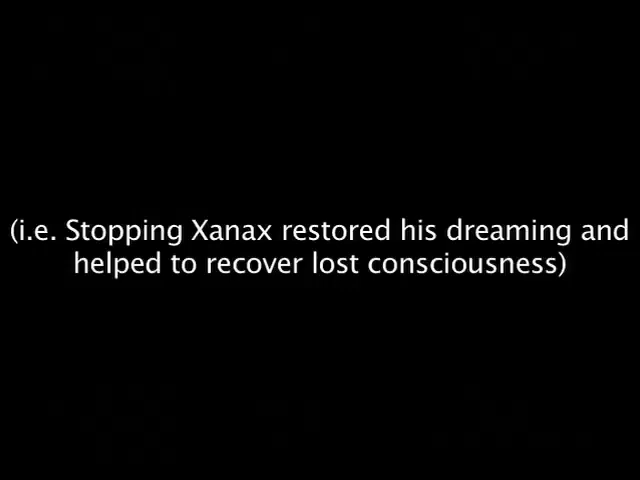 (i.e. Stopping Xanax restored his dreaming and
helped to recover lost consciousness)